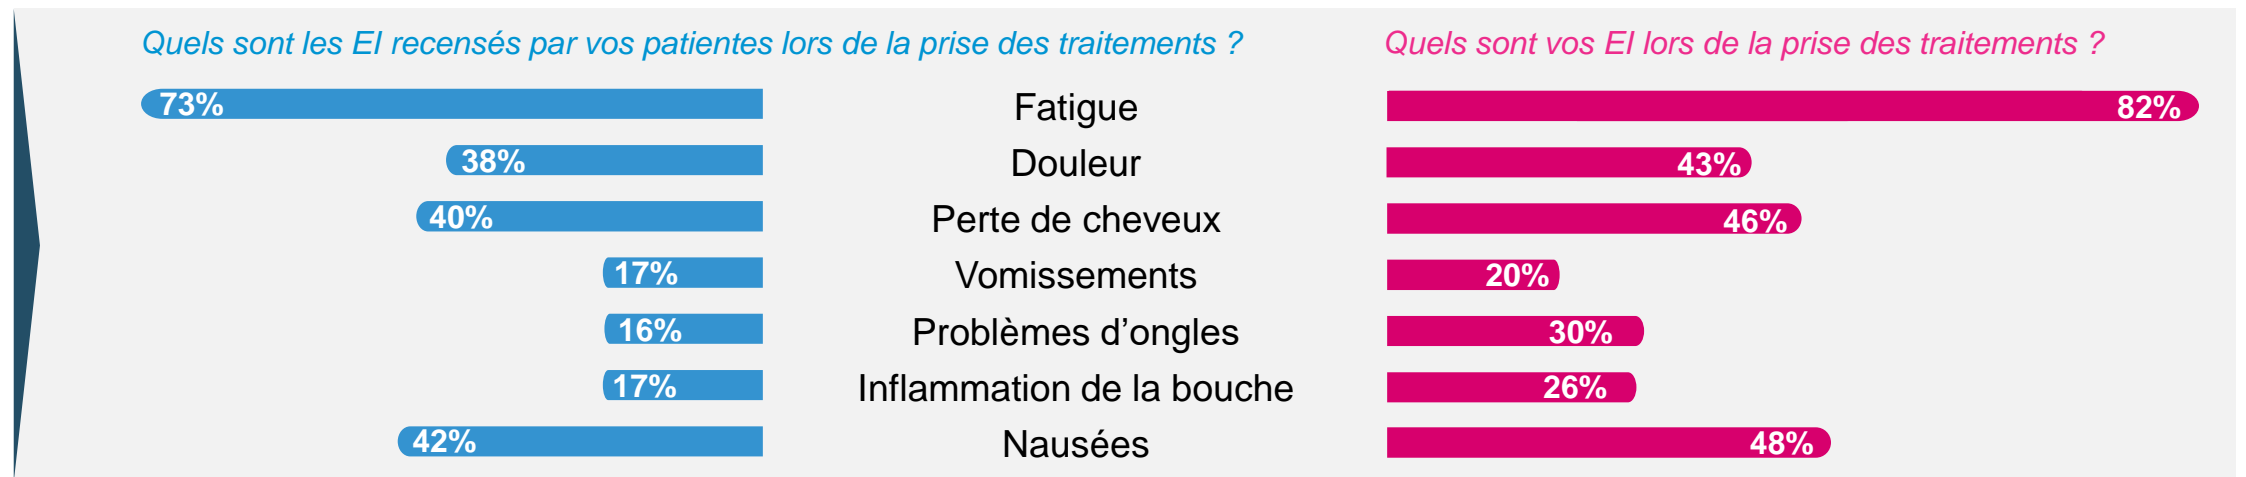 Quels sont les EI recensés par vos patientes lors de la prise des traitements ?
Quels sont vos EI lors de la prise des traitements ?
73% Fatigue 82%
38% Douleur 43%
40% Perte de cheveux 46%
17% Vomissements 20%
16% Problèmes d’ongles 30%
17% Inflammation de la bouche 26%
42% Nausées 48%